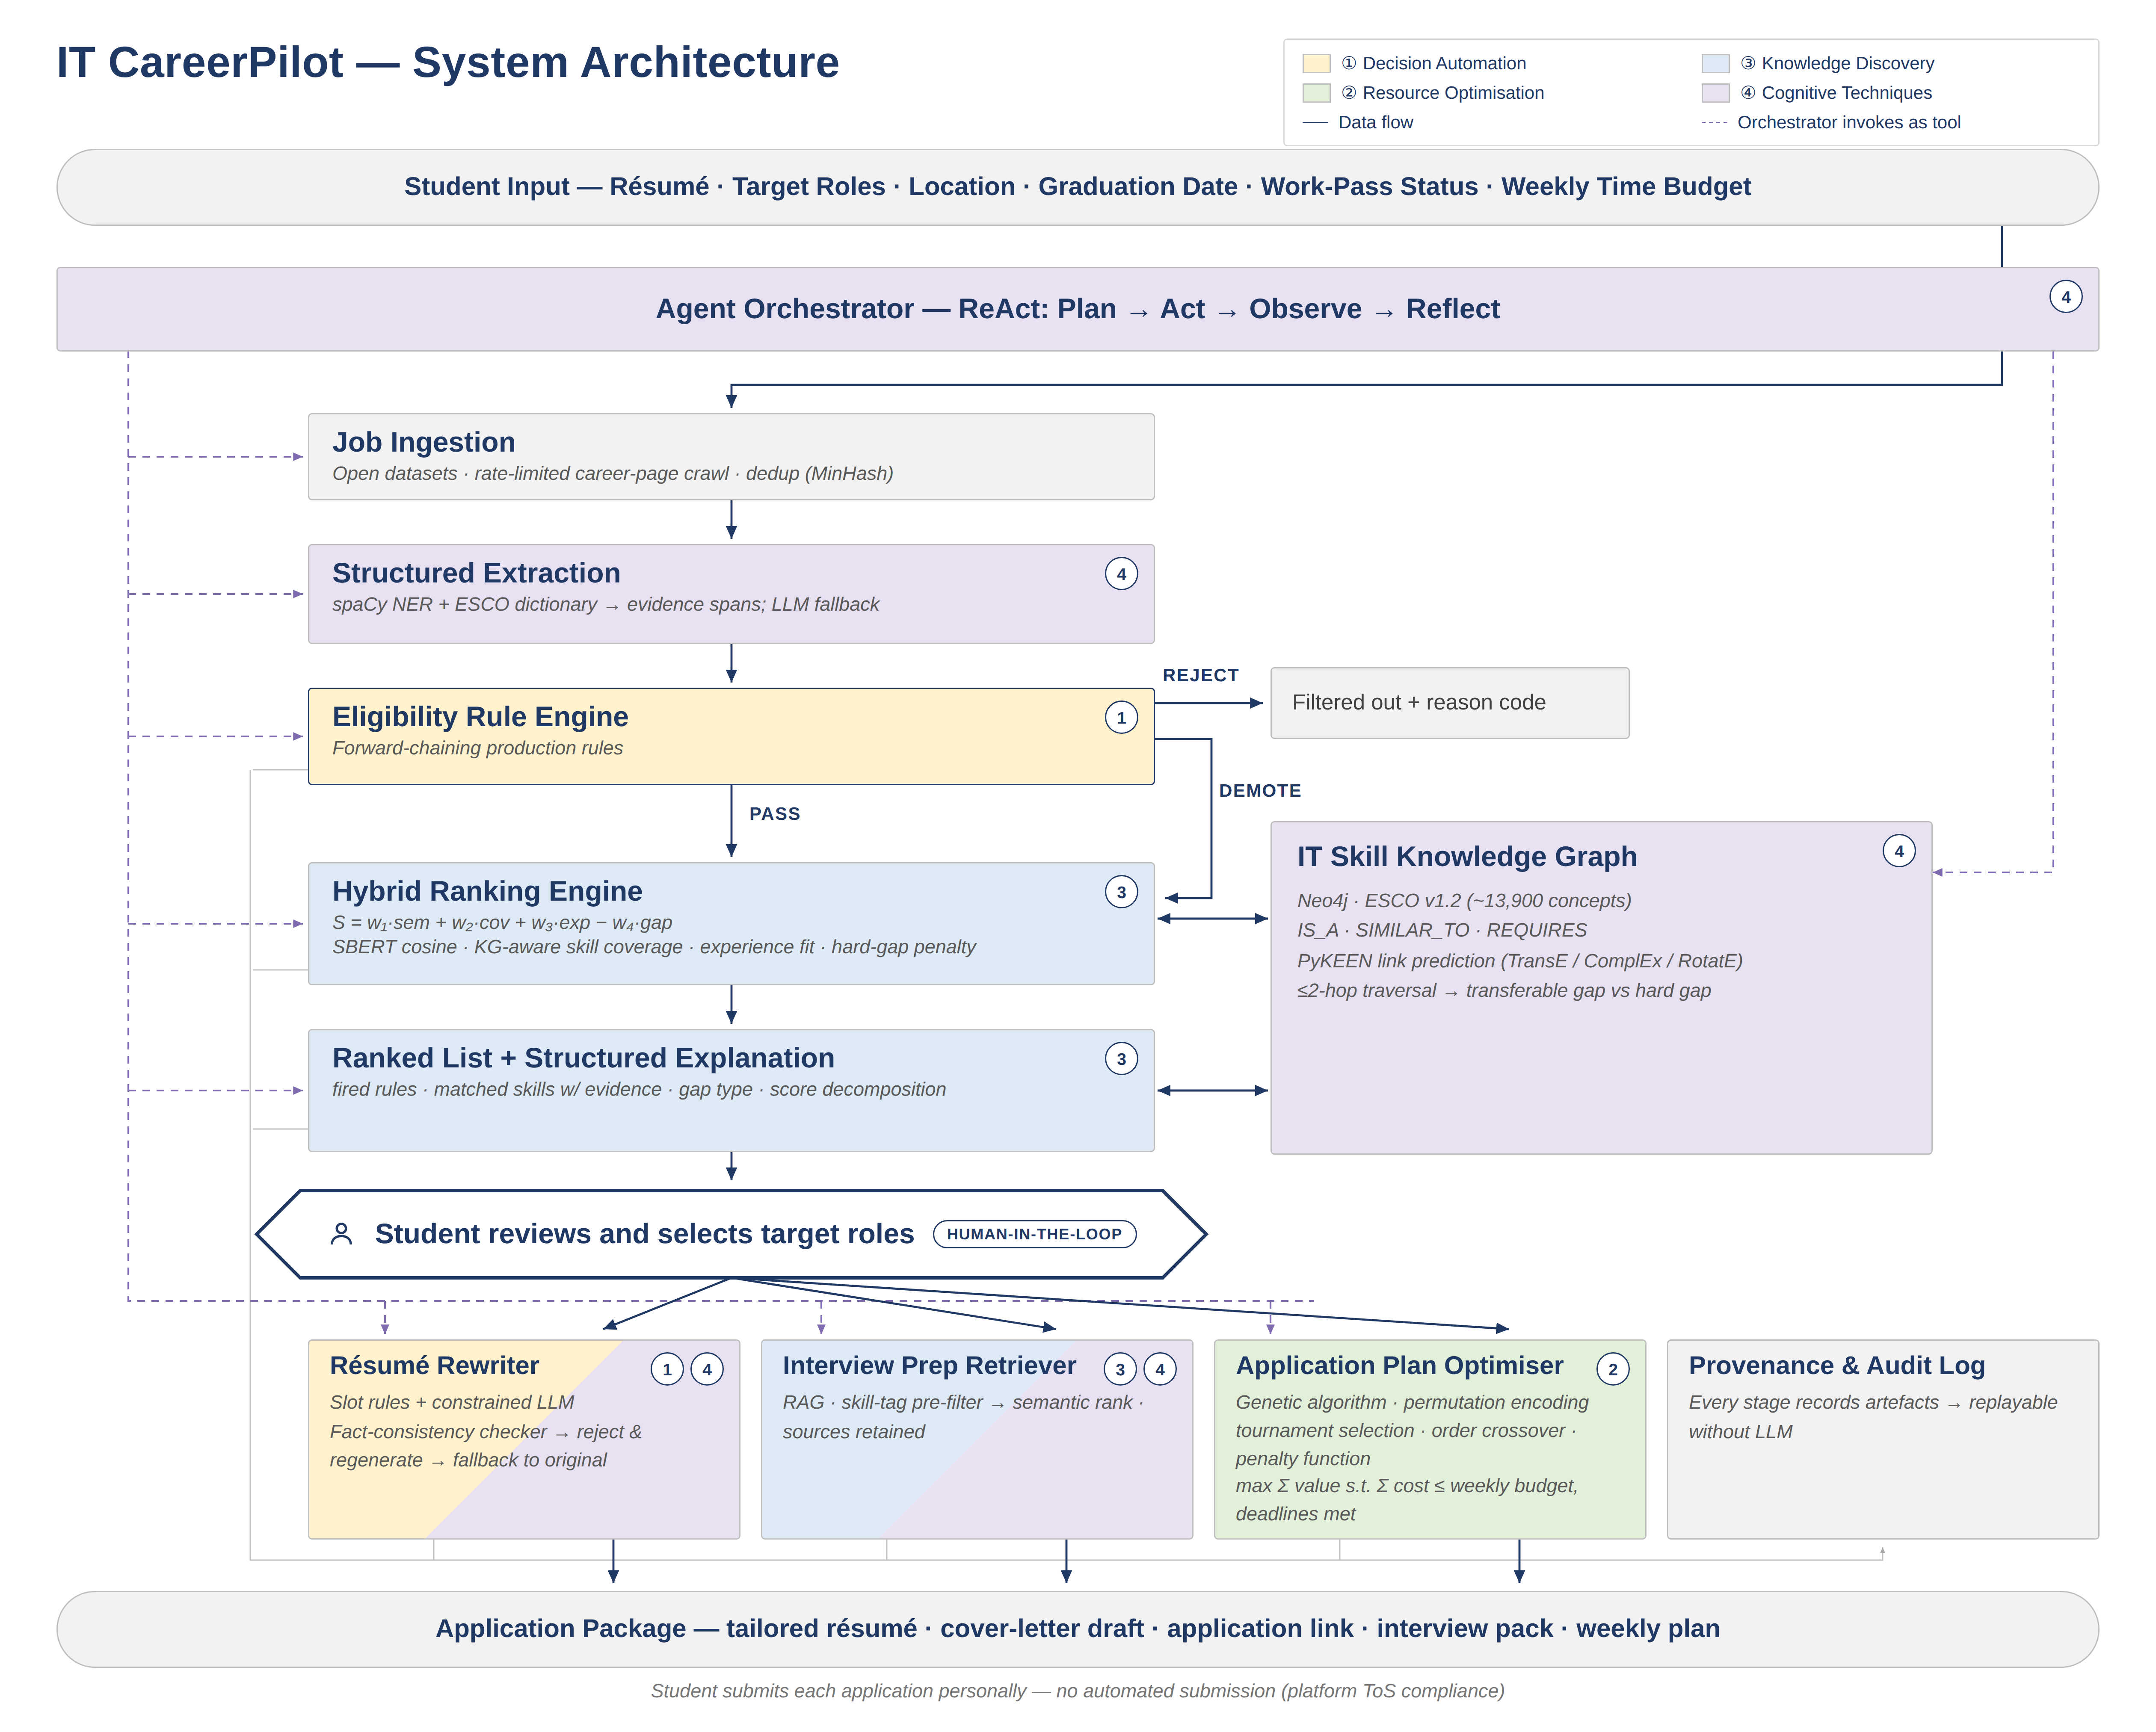 IT CareerPilot — System Architecture
① Decision Automation
③ Knowledge Discovery
② Resource Optimisation
④ Cognitive Techniques
Data flow
Orchestrator invokes as tool
Student Input — Résumé · Target Roles · Location · Graduation Date · Work-Pass Status · Weekly Time Budget
Agent Orchestrator — ReAct: Plan → Act → Observe → Reflect
4
Job Ingestion
Open datasets · rate-limited career-page crawl · dedup (MinHash)
Structured Extraction
4
spaCy NER + ESCO dictionary → evidence spans; LLM fallback
REJECT
Filtered out + reason code
Eligibility Rule Engine
1
Forward-chaining production rules
DEMOTE
PASS
IT Skill Knowledge Graph
4
Neo4j · ESCO v1.2 (~13,900 concepts)
IS_A · SIMILAR_TO · REQUIRES
PyKEEN link prediction (TransE / ComplEx / RotatE)
≤2-hop traversal → transferable gap vs hard gap
Hybrid Ranking Engine
3
S = w₁·sem + w₂·cov + w₃·exp − w₄·gap
SBERT cosine · KG-aware skill coverage · experience fit · hard-gap penalty
Ranked List + Structured Explanation
3
fired rules · matched skills w/ evidence · gap type · score decomposition
Student reviews and selects target roles
HUMAN-IN-THE-LOOP
Résumé Rewriter
1 4
Slot rules + constrained LLM
Fact-consistency checker → reject &
regenerate → fallback to original
Interview Prep Retriever
3 4
RAG · skill-tag pre-filter → semantic rank ·
sources retained
Application Plan Optimiser
2
Genetic algorithm · permutation encoding
tournament selection · order crossover ·
penalty function
max Σ value s.t. Σ cost ≤ weekly budget,
deadlines met
Provenance & Audit Log
Every stage records artefacts → replayable
without LLM
Application Package — tailored résumé · cover-letter draft · application link · interview pack · weekly plan
Student submits each application personally — no automated submission (platform ToS compliance)